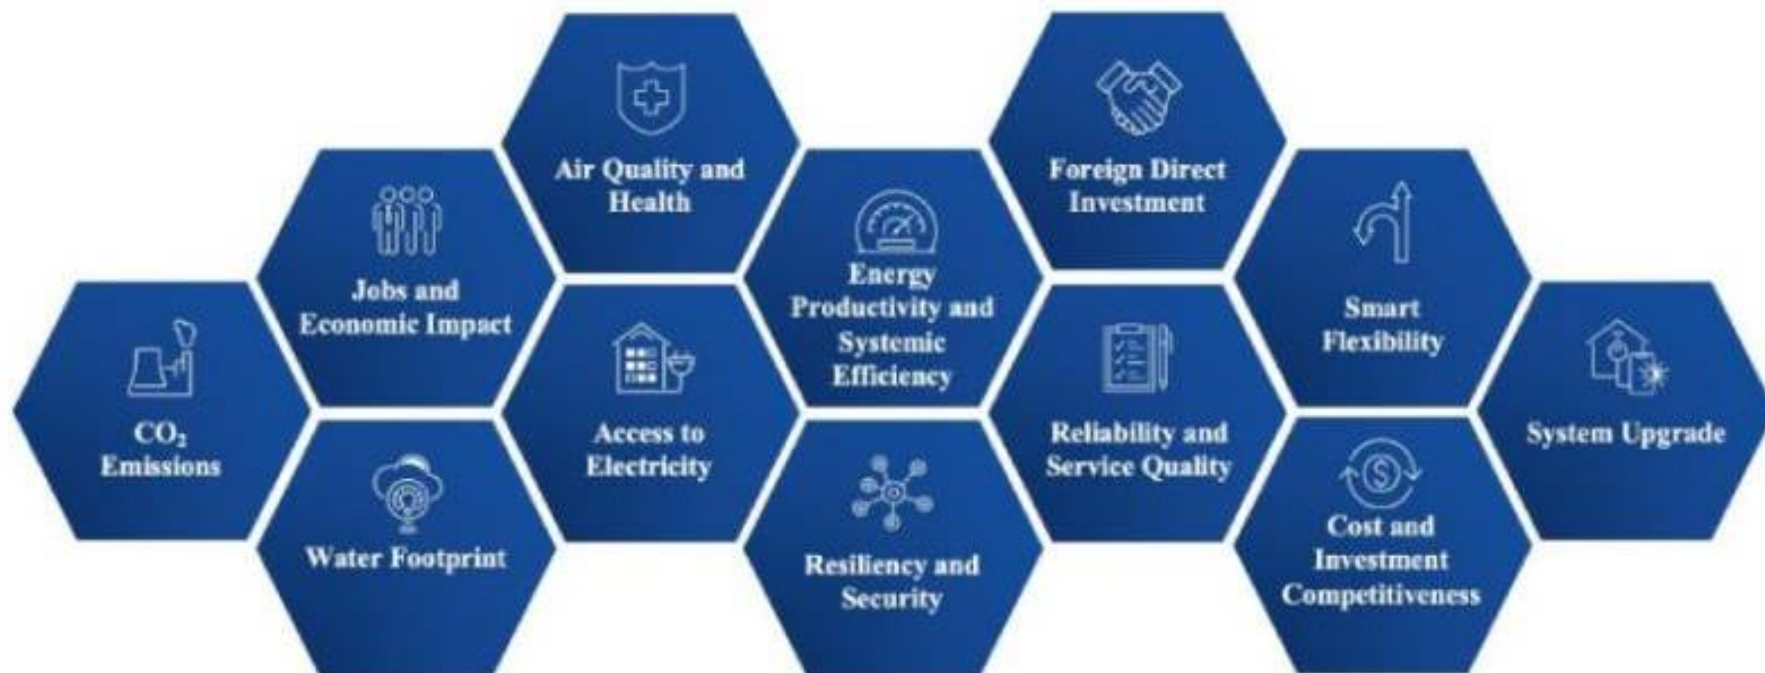 Air Quality and
Health
Foreign Direct
Investment
Jobs and
Economic Impact
Energy
Productivity and
Systemic
Efficiency
Smart
Flexibility
CO₂
Emissions
Access to
Electricity
Reliability and
Service Quality
System Upgrade
Water Footprint
Resiliency and
Security
Cost and
Investment
Competitiveness
$